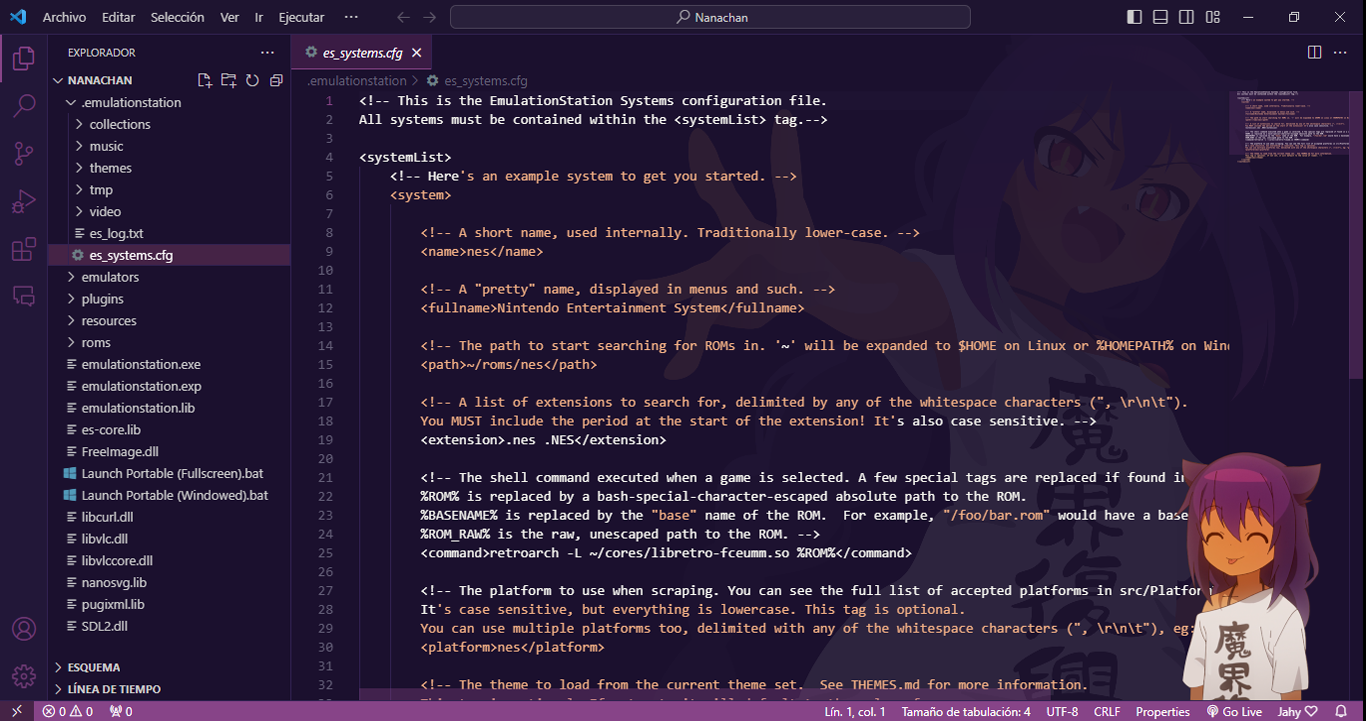 Archivo Editar Selección Ver Ir Ejecutar ··· Nanachan
EXPLORADOR
NANACHAN
.emulationstation
collections
music
themes
tmp
video
es_log.txt
es_systems.cfg
emulators
plugins
resources
roms
emulationstation.exe
emulationstation.exp
emulationstation.lib
es-core.lib
FreeImage.dll
Launch Portable (Fullscreen).bat
Launch Portable (Windowed).bat
libcurl.dll
libvlc.dll
libvlccore.dll
nanosvg.lib
pugixml.lib
SDL2.dll
ESQUEMA
LÍNEA DE TIEMPO
es_systems.cfg
.emulationstation > es_systems.cfg
1 <!-- This is the EmulationStation Systems configuration file.
2 All systems must be contained within the <systemList> tag.-->
3
4 <systemList>
5 <!-- Here's an example system to get you started. -->
6 <system>
7
8 <!-- A short name, used internally. Traditionally lower-case. -->
9 <name>nes</name>
10
11 <!-- A "pretty" name, displayed in menus and such. -->
12 <fullname>Nintendo Entertainment System</fullname>
13
14 <!-- The path to start searching for ROMs in. '~' will be expanded to $HOME on Linux or %HOMEPATH% on Win
15 <path>~/roms/nes</path>
16
17 <!-- A list of extensions to search for, delimited by any of the whitespace characters (", \r\n\t").
18 You MUST include the period at the start of the extension! It's also case sensitive. -->
19 <extension>.nes .NES</extension>
20
21 <!-- The shell command executed when a game is selected. A few special tags are replaced if found in
22 %ROM% is replaced by a bash-special-character-escaped absolute path to the ROM.
23 %BASENAME% is replaced by the "base" name of the ROM.  For example, "/foo/bar.rom" would have a base
24 %ROM_RAW% is the raw, unescaped path to the ROM. -->
25 <command>retroarch -L ~/cores/libretro-fceumm.so %ROM%</command>
26
27 <!-- The platform to use when scraping. You can see the full list of accepted platforms in src/Platfor
28 It's case sensitive, but everything is lowercase. This tag is optional.
29 You can use multiple platforms too, delimited with any of the whitespace characters (", \r\n\t"), eg:
30 <platform>nes</platform>
31
32 <!-- The theme to load from the current theme set.  See THEMES.md for more information.
魔界復興
魔界
0 0 0 Lín. 1, col. 1 Tamaño de tabulación: 4 UTF-8 CRLF Properties Go Live Jahy